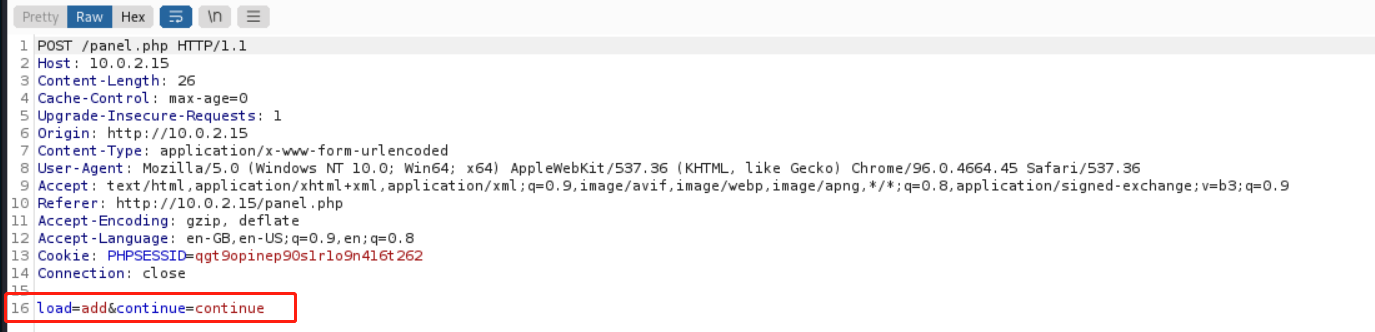 Pretty Raw Hex \n
1 POST /panel.php HTTP/1.1
2 Host: 10.0.2.15
3 Content-Length: 26
4 Cache-Control: max-age=0
5 Upgrade-Insecure-Requests: 1
6 Origin: http://10.0.2.15
7 Content-Type: application/x-www-form-urlencoded
8 User-Agent: Mozilla/5.0 (Windows NT 10.0; Win64; x64) AppleWebKit/537.36 (KHTML, like Gecko) Chrome/96.0.4664.45 Safari/537.36
9 Accept: text/html,application/xhtml+xml,application/xml;q=0.9,image/avif,image/webp,image/apng,*/*;q=0.8,application/signed-exchange;v=b3;q=0.9
10 Referer: http://10.0.2.15/panel.php
11 Accept-Encoding: gzip, deflate
12 Accept-Language: en-GB,en-US;q=0.9,en;q=0.8
13 Cookie: PHPSESSID=qgt9opinep90s1r1o9n416t262
14 Connection: close
15
16 load=add&continue=continue